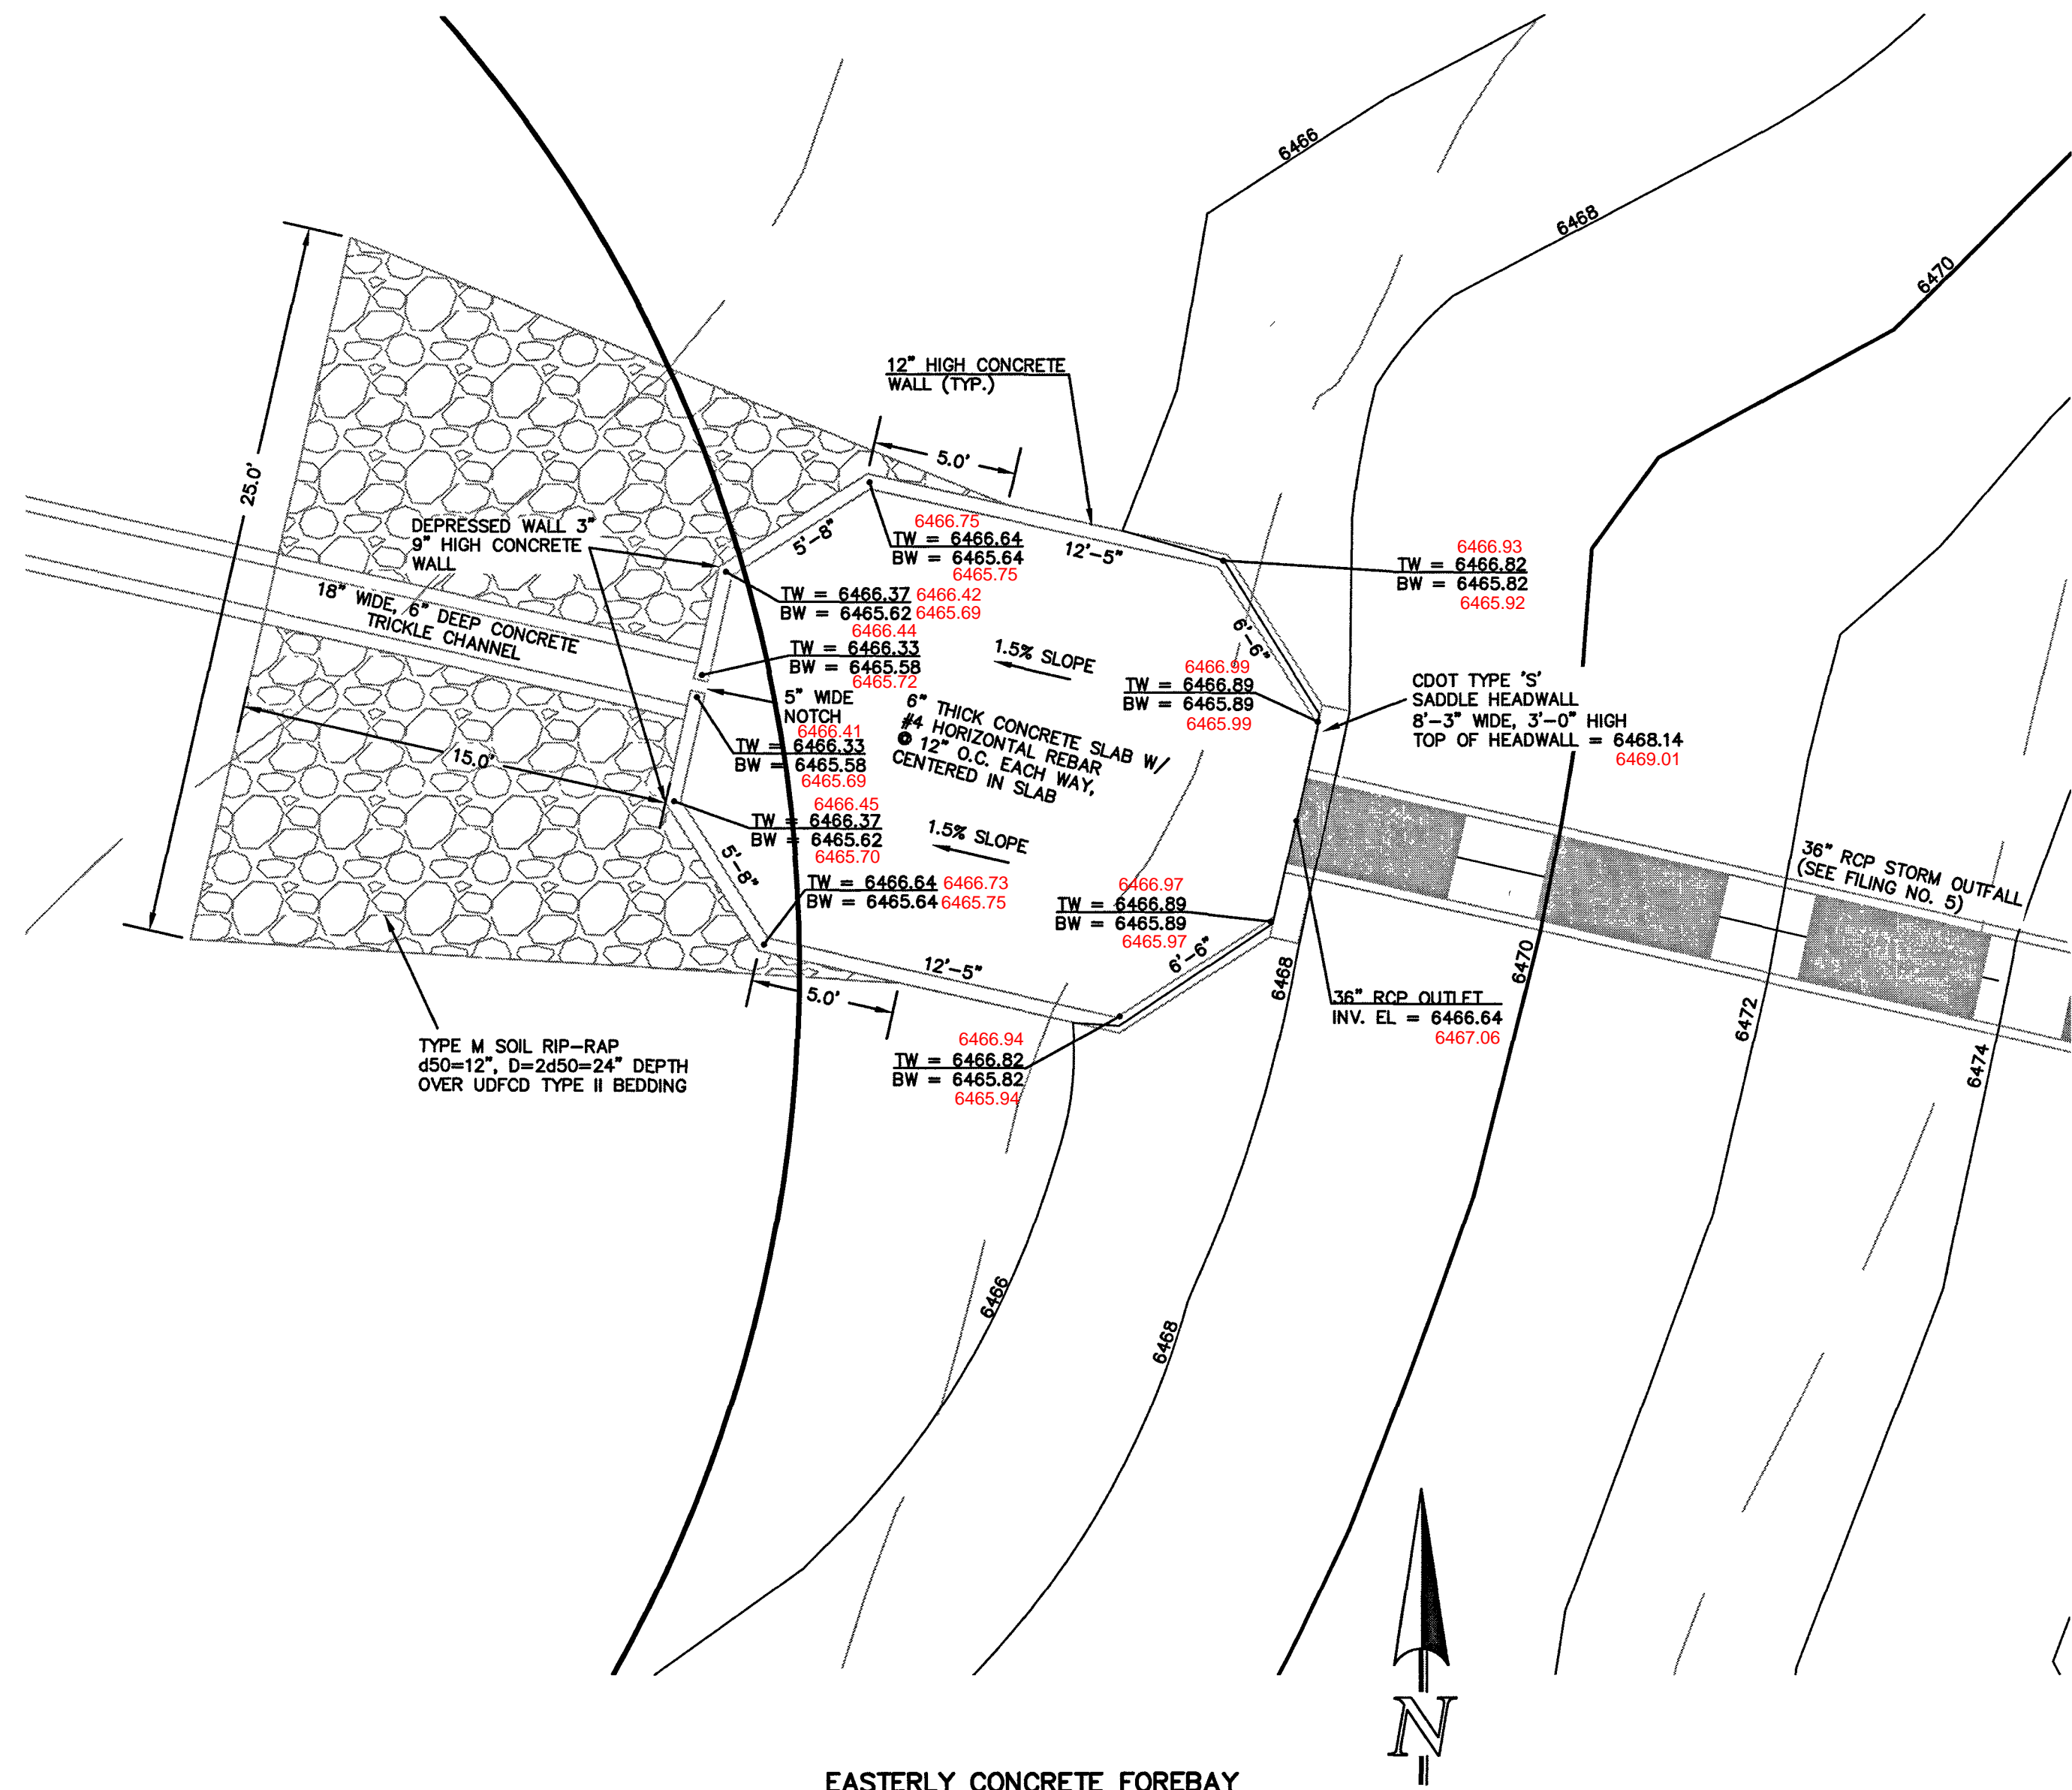 6466
6468
6470
12" HIGH CONCRETE
WALL (TYP.)
5.0'
25.0'
DEPRESSED WALL 3"
9" HIGH CONCRETE
WALL
5'-8"
6466.75
TW = 6466.64
BW = 6465.64
6465.75
12'-5"
6466.93
TW = 6466.82
BW = 6465.82
6465.92
18" WIDE, 6" DEEP CONCRETE
TRICKLE CHANNEL
TW = 6466.37 6466.42
BW = 6465.62 6465.69
6466.44
TW = 6466.33
BW = 6465.58
6465.72
1.5% SLOPE
6'-6"
6466.99
TW = 6466.89
BW = 6465.89
6465.99
CDOT TYPE 'S'
SADDLE HEADWALL
8'-3" WIDE, 3'-0" HIGH
TOP OF HEADWALL = 6468.14
6469.01
5" WIDE
NOTCH
6466.41
TW = 6466.33
BW = 6465.58
6465.69
6" THICK CONCRETE SLAB W/
#4 HORIZONTAL REBAR
@ 12" O.C. EACH WAY,
CENTERED IN SLAB
15.0'
6466.45
TW = 6466.37
BW = 6465.62
6465.70
1.5% SLOPE
5'-8"
TW = 6466.64 6466.73
BW = 6465.64 6465.75
6466.97
TW = 6466.89
BW = 6465.89
6465.97
36" RCP STORM OUTFALL
(SEE FILING NO. 5)
12'-5"
6'-6"
5.0'
6468
6470
36" RCP OUTLET
INV. EL = 6466.64
6467.06
6472
6474
TYPE M SOIL RIP-RAP
d50=12", D=2d50=24" DEPTH
OVER UDFCD TYPE II BEDDING
6466.94
TW = 6466.82
BW = 6465.82
6465.94
6466
6468
N
EASTERLY CONCRETE FOREBAY